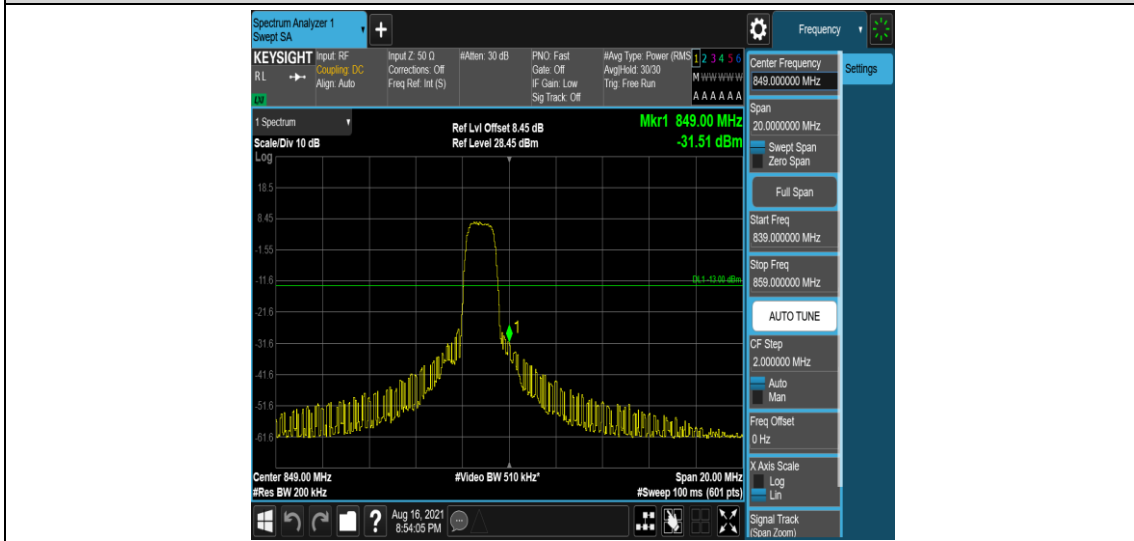 Spectrum Analyzer 1
Swept SA
+
Frequency
KEYSIGHT
RL
LXI
Input: RF
Coupling: DC
Align: Auto
Input Z: 50 Ω
Corrections: Off
Freq Ref: Int (S)
#Atten: 30 dB
PNO: Fast
Gate: Off
IF Gain: Low
Sig Track: Off
#Avg Type: Power (RMS
Avg|Hold: 30/30
Trig: Free Run
1 2 3 4 5 6
M W W W W W
A A A A A A
1 Spectrum
Scale/Div 10 dB
Log
Ref Lvl Offset 8.45 dB
Ref Level 28.45 dBm
Mkr1 849.00 MHz
-31.51 dBm
18.5
8.45
-1.55
-11.6
-21.6
-31.6
-41.6
-51.6
-61.6
DL1 -13.00 dBm
1
Center 849.00 MHz
#Res BW 200 kHz
#Video BW 510 kHz*
Span 20.00 MHz
#Sweep 100 ms (601 pts)
Center Frequency
849.000000 MHz
Settings
Span
20.0000000 MHz
Swept Span
Zero Span
Full Span
Start Freq
839.000000 MHz
Stop Freq
859.000000 MHz
AUTO TUNE
CF Step
2.000000 MHz
Auto
Man
Freq Offset
0 Hz
X Axis Scale
Log
Lin
Signal Track
(Span Zoom)
?
Aug 16, 2021
8:54:05 PM